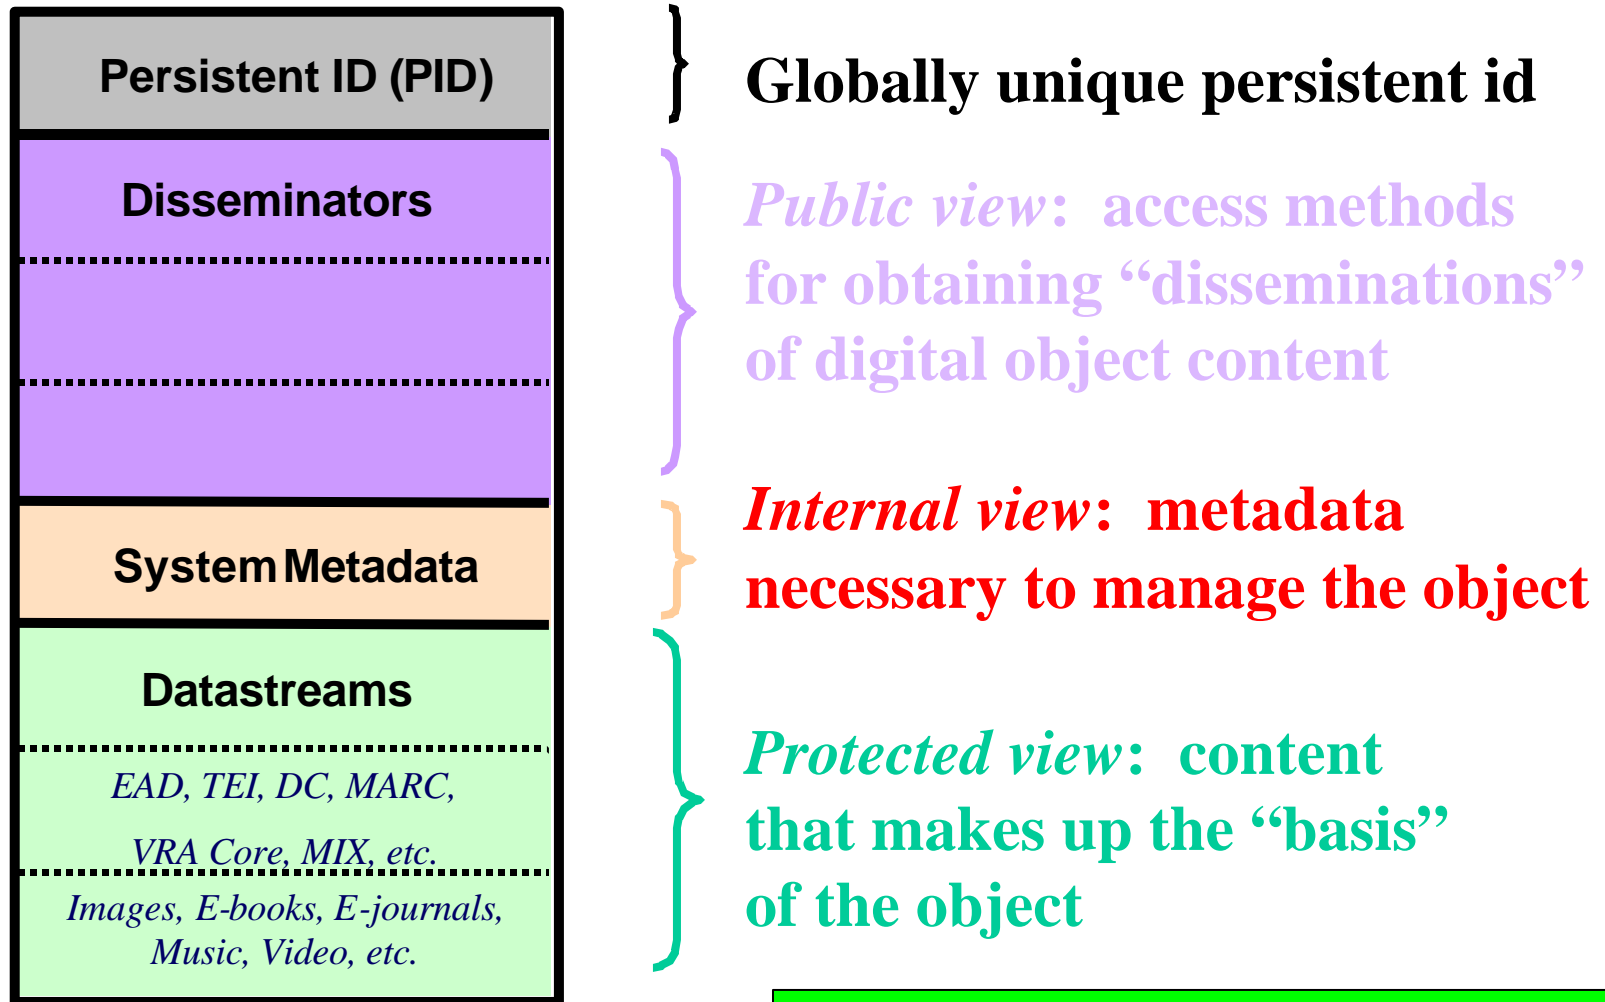 Persistent ID (PID)
Globally unique persistent id
Disseminators
Public view: access methods
for obtaining “disseminations”
of digital object content
System Metadata
Internal view: metadata
necessary to manage the object
Datastreams
EAD, TEI, DC, MARC,
VRA Core, MIX, etc.
Images, E-books, E-journals,
Music, Video, etc.
Protected view: content
that makes up the “basis”
of the object